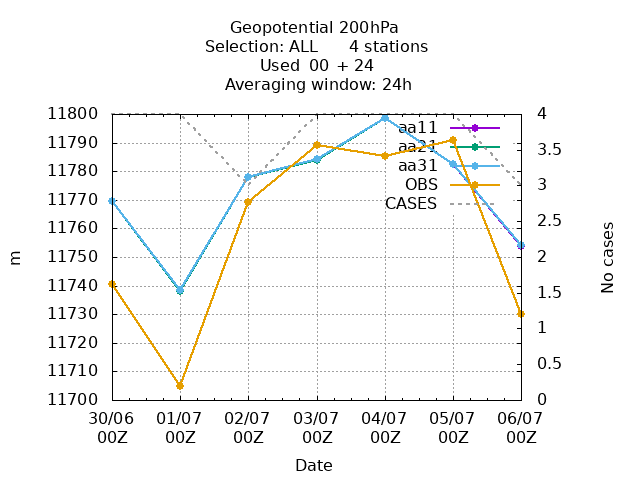 Geopotential 200hPa
Selection: ALL 4 stations
Used 00 + 24
Averaging window: 24h
11800
11790
11780
11770
11760
11750
11740
11730
11720
11710
11700
m
4
3.5
3
2.5
2
1.5
1
0.5
0
No cases
aa11
aa21
aa31
OBS
CASES
30/06 01/07 02/07 03/07 04/07 05/07 06/07
00Z 00Z 00Z 00Z 00Z 00Z 00Z
Date